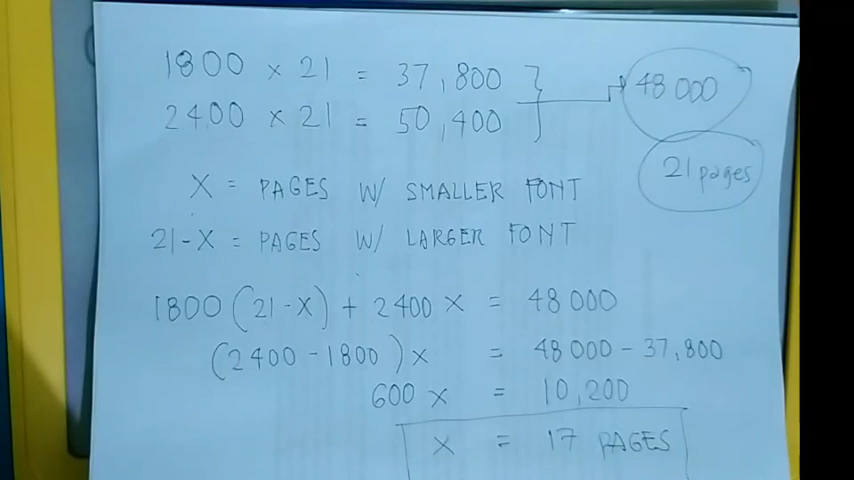 1800 x 21 = 37,800
2400 x 21 = 50,400
48 000
21 pages
X = PAGES W/ SMALLER FONT
21-X = PAGES W/ LARGER FONT
1800 (21 - X) + 2400 X = 48 000
(2400 - 1800) X = 48 000 - 37,800
600 X = 10,200
X = 17 PAGES